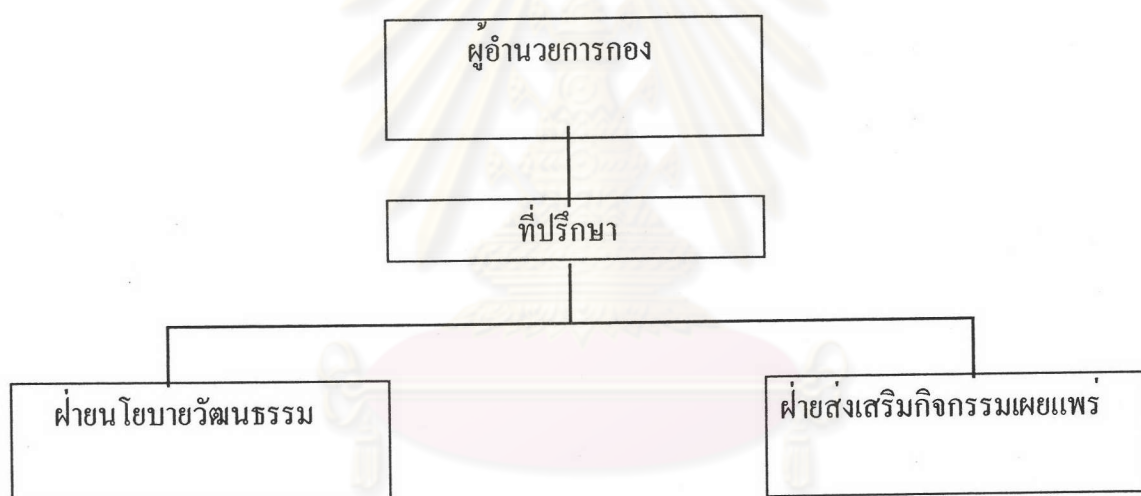 ผู้อำนวยการกอง
ที่ปรึกษา
ฝ่ายนโยบายวัฒนธรรม
ฝ่ายส่งเสริมกิจกรรมเผยแพร่